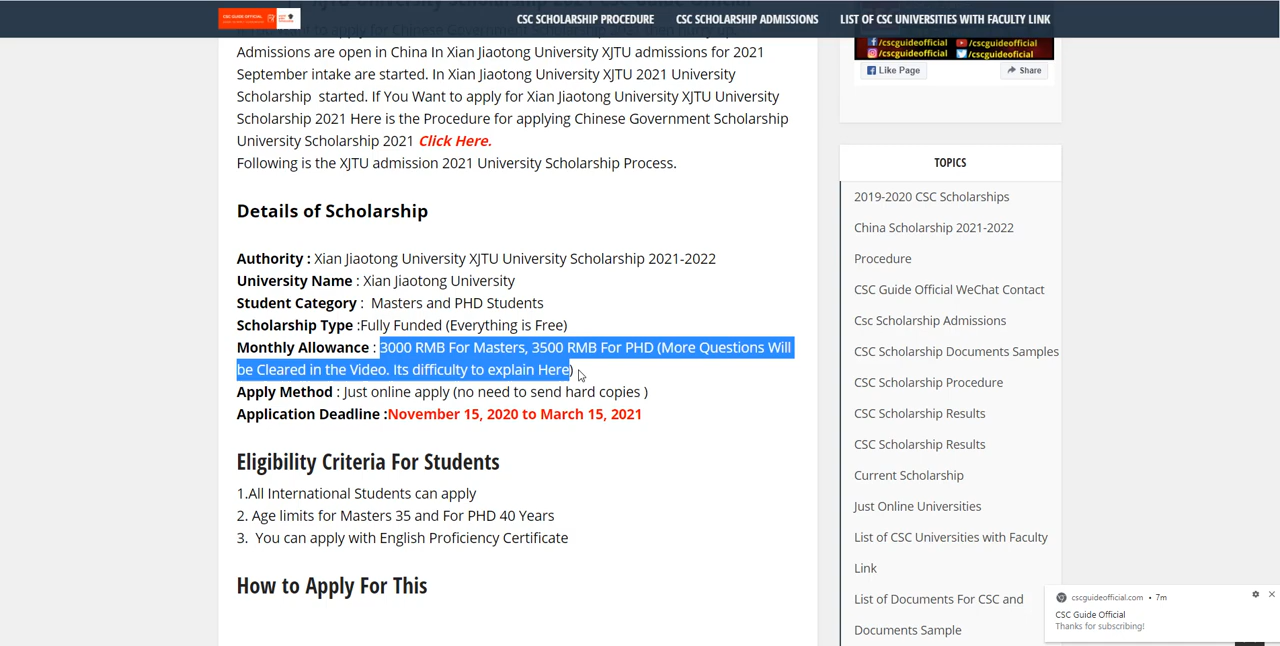 CSC GUIDE OFFICIAL
CSC SCHOLARSHIP PROCEDURE
CSC SCHOLARSHIP ADMISSIONS
LIST OF CSC UNIVERSITIES WITH FACULTY LINK
Admissions are open in China In Xian Jiaotong University XJTU admissions for 2021
September intake are started. In Xian Jiaotong University XJTU 2021 University
Scholarship started. If You Want to apply for Xian Jiaotong University XJTU University
Scholarship 2021 Here is the Procedure for applying Chinese Government Scholarship
University Scholarship 2021 Click Here.
Following is the XJTU admission 2021 University Scholarship Process.
Details of Scholarship
Authority : Xian Jiaotong University XJTU University Scholarship 2021-2022
University Name : Xian Jiaotong University
Student Category : Masters and PHD Students
Scholarship Type :Fully Funded (Everything is Free)
Monthly Allowance : 3000 RMB For Masters, 3500 RMB For PHD (More Questions Will
be Cleared in the Video. Its difficulty to explain Here)
Apply Method : Just online apply (no need to send hard copies )
Application Deadline :November 15, 2020 to March 15, 2021
Eligibility Criteria For Students
1.All International Students can apply
2. Age limits for Masters 35 and For PHD 40 Years
3. You can apply with English Proficiency Certificate
How to Apply For This
/cscguideofficial /cscguideofficial
/cscguideofficial /cscguideofficial
Like Page
Share
TOPICS
2019-2020 CSC Scholarships
China Scholarship 2021-2022
Procedure
CSC Guide Official WeChat Contact
Csc Scholarship Admissions
CSC Scholarship Documents Samples
CSC Scholarship Procedure
CSC Scholarship Results
CSC Scholarship Results
Current Scholarship
Just Online Universities
List of CSC Universities with Faculty
Link
List of Documents For CSC and
Documents Sample
cscguideofficial.com • 7m
CSC Guide Official
Thanks for subscribing!